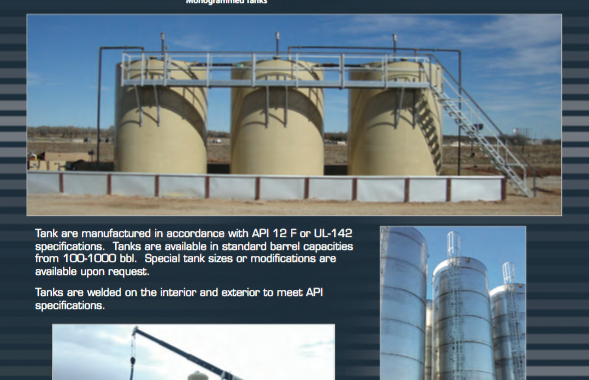 Monogrammed Tanks
Tank are manufactured in accordance with API 12 F or UL-142
specifications. Tanks are available in standard barrel capacities
from 100-1000 bbl. Special tank sizes or modifications are
available upon request.
Tanks are welded on the interior and exterior to meet API
specifications.